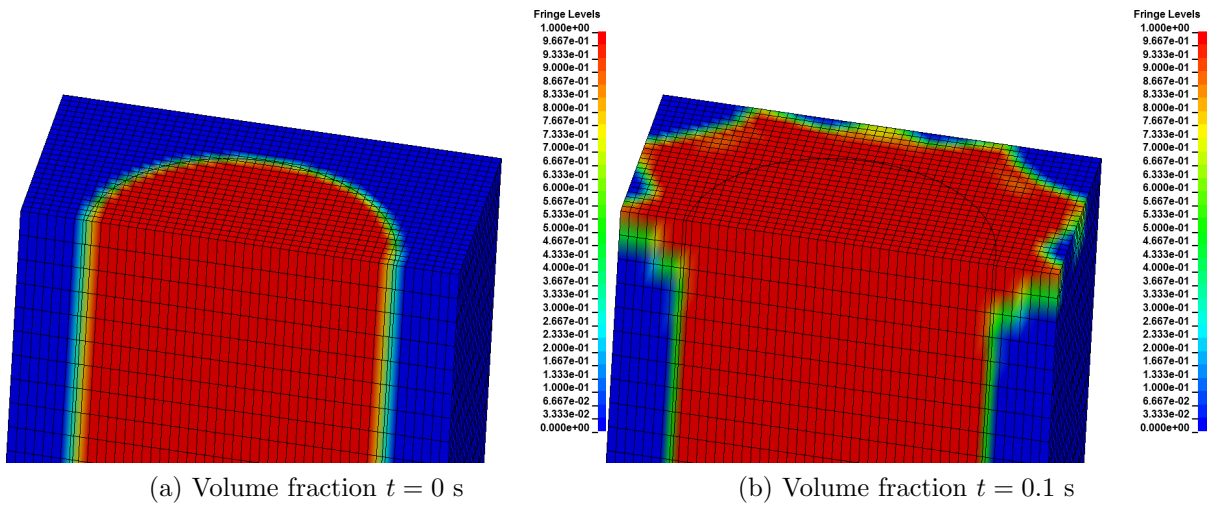 Fringe Levels
1.000e+00
9.667e-01
9.333e-01
9.000e-01
8.667e-01
8.333e-01
8.000e-01
7.667e-01
7.333e-01
7.000e-01
6.667e-01
6.333e-01
6.000e-01
5.667e-01
5.333e-01
5.000e-01
4.667e-01
4.333e-01
4.000e-01
3.667e-01
3.333e-01
3.000e-01
2.667e-01
2.333e-01
2.000e-01
1.667e-01
1.333e-01
1.000e-01
6.667e-02
3.333e-02
0.000e+00
(a) Volume fraction t = 0 s
Fringe Levels
1.000e+00
9.667e-01
9.333e-01
9.000e-01
8.667e-01
8.333e-01
8.000e-01
7.667e-01
7.333e-01
7.000e-01
6.667e-01
6.333e-01
6.000e-01
5.667e-01
5.333e-01
5.000e-01
4.667e-01
4.333e-01
4.000e-01
3.667e-01
3.333e-01
3.000e-01
2.667e-01
2.333e-01
2.000e-01
1.667e-01
1.333e-01
1.000e-01
6.667e-02
3.333e-02
0.000e+00
(b) Volume fraction t = 0.1 s